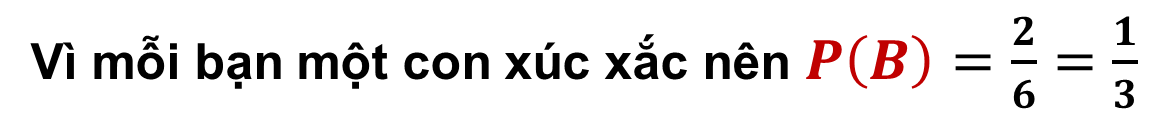 Vì mỗi bạn một con xúc xắc nên P(B) = 2/6 = 1/3